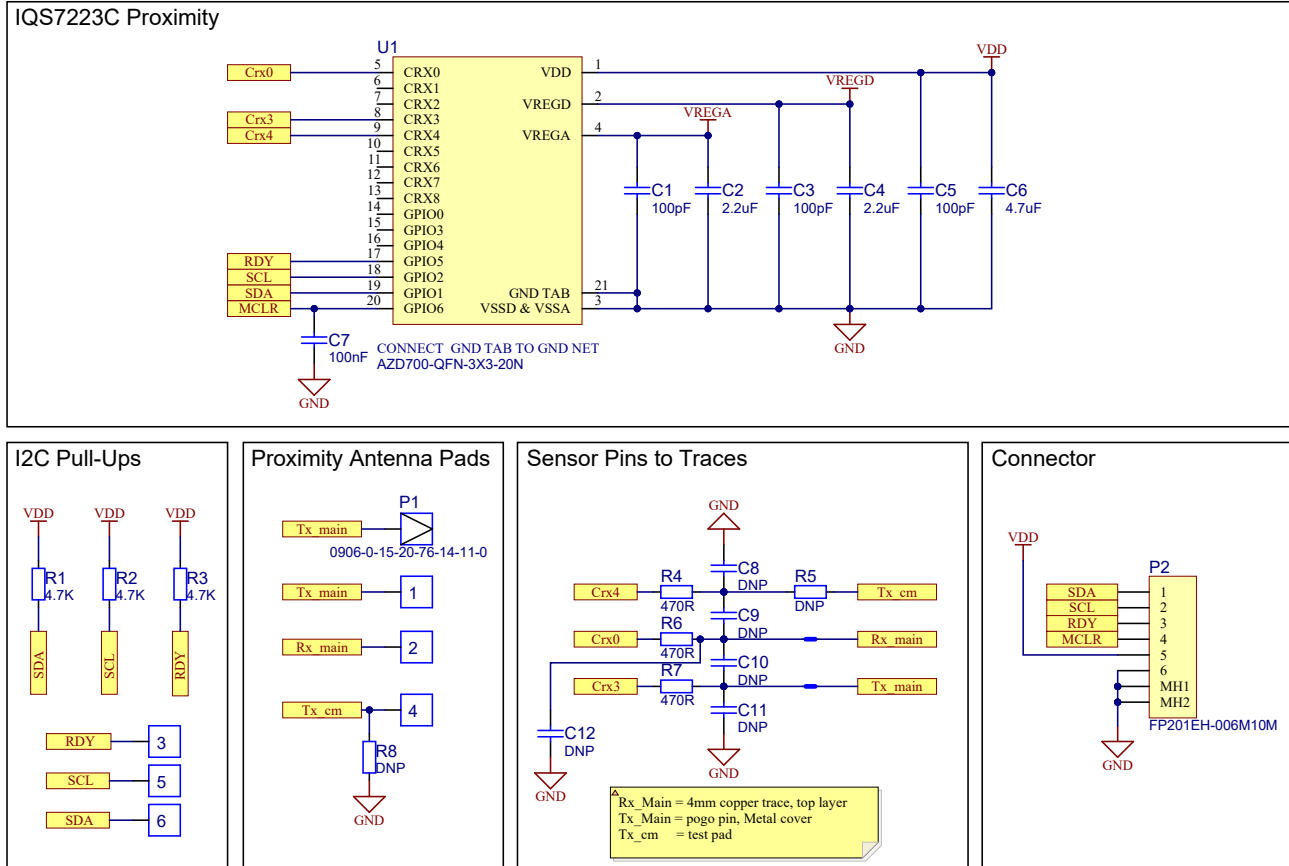 IQS7223C Proximity
U1
Crx0
Crx3
Crx4
RDY
SCL
SDA
MCLR
5 CRX0
6 CRX1
7 CRX2
8 CRX3
9 CRX4
10 CRX5
11 CRX6
12 CRX7
13 CRX8
14 GPIO0
15 GPIO3
16 GPIO4
17 GPIO5
18 GPIO2
19 GPIO1
20 GPIO6
VDD 1
VREGD 2
VREGA 4
GND TAB 21
VSSD & VSSA 3
VREGA
VREGD
VDD
C1
100pF
C2
2.2uF
C3
100pF
C4
2.2uF
C5
100pF
C6
4.7uF
GND
C7
100nF
GND
CONNECT GND TAB TO GND NET
AZD700-QFN-3X3-20N
I2C Pull-Ups
VDD VDD VDD
R1
4.7K
R2
4.7K
R3
4.7K
SDA
SCL
RDY
RDY 3
SCL 5
SDA 6
Proximity Antenna Pads
P1
Tx_main
0906-0-15-20-76-14-11-0
Tx_main 1
Rx_main 2
Tx_cm 4
R8
DNP
GND
Sensor Pins to Traces
GND
C8
DNP
Crx4
R4
470R
R5
DNP
Tx_cm
C9
DNP
Crx0
R6
470R
Rx_main
C10
DNP
Crx3
R7
470R
Tx_main
C11
DNP
C12
DNP
GND
GND
Rx_Main = 4mm copper trace, top layer
Tx_Main = pogo pin, Metal cover
Tx_cm = test pad
Connector
VDD
P2
SDA 1
SCL 2
RDY 3
MCLR 4
5
6
MH1
MH2
FP201EH-006M10M
GND